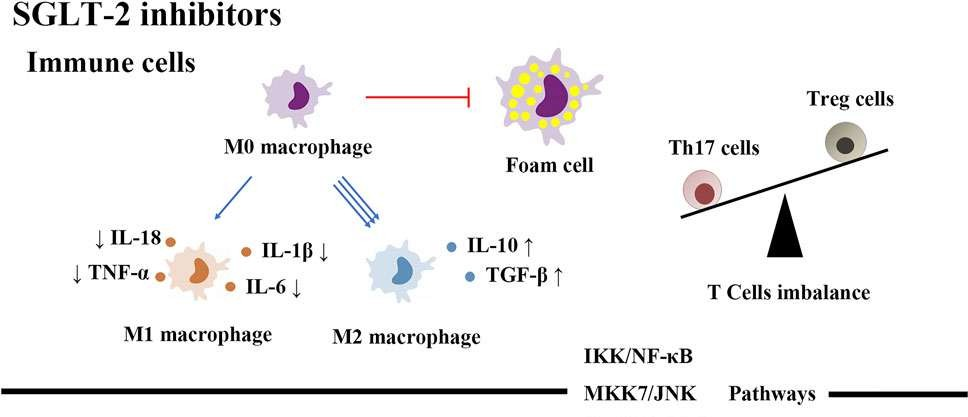 SGLT-2 inhibitors
Immune cells
M0 macrophage
Foam cell
Treg cells
Th17 cells
↓ IL-18
IL-1β ↓
↓ TNF-α
IL-6 ↓
IL-10 ↑
TGF-β ↑
M1 macrophage
M2 macrophage
T Cells imbalance
IKK/NF-κB
MKK7/JNK Pathways